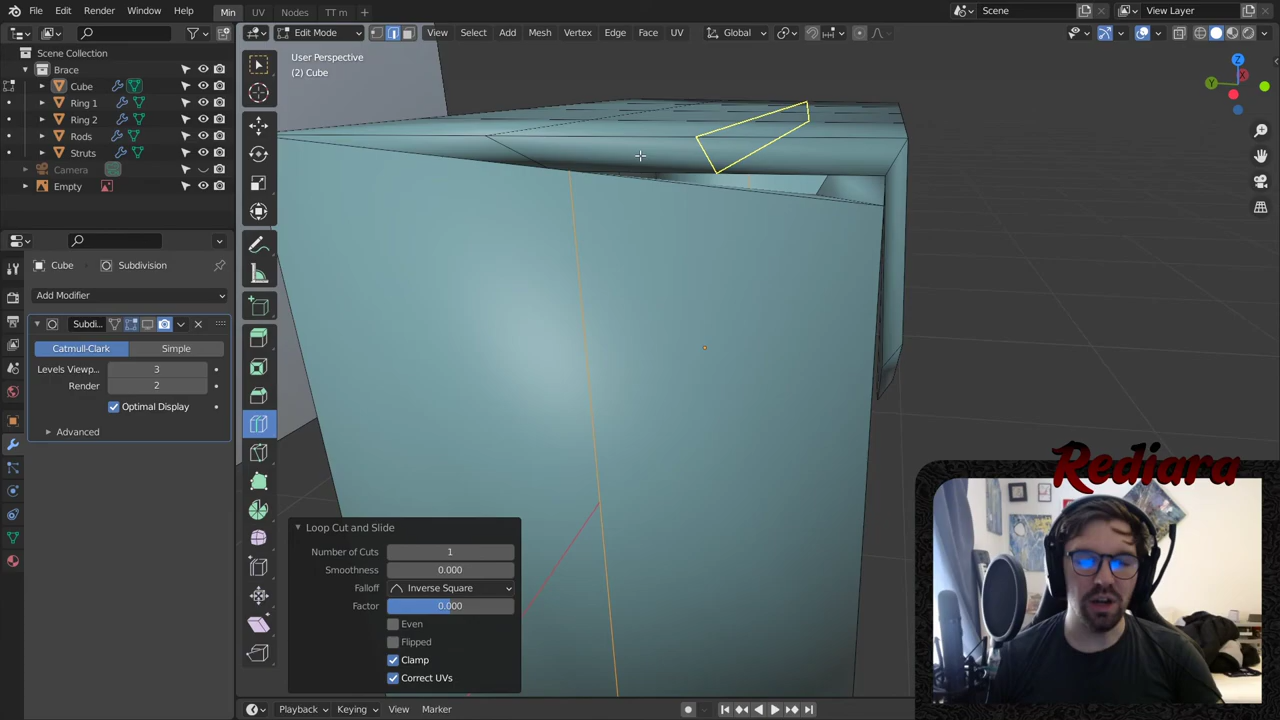 File Edit Render Window Help Min UV Nodes TT m + Scene View Layer
Edit Mode View Select Add Mesh Vertex Edge Face UV Global
Scene Collection
Brace
Cube
Ring 1
Ring 2
Rods
Struts
Camera
Empty
User Perspective
(2) Cube
Z
Y
X
Cube Subdivision
Add Modifier
Subdi...
Catmull-Clark Simple
Levels Viewp... 3
Render 2
Optimal Display
Advanced
Loop Cut and Slide
Number of Cuts 1
Smoothness 0.000
Falloff Inverse Square
Factor 0.000
Even
Flipped
Clamp
Correct UVs
Rediara
Playback Keying View Marker